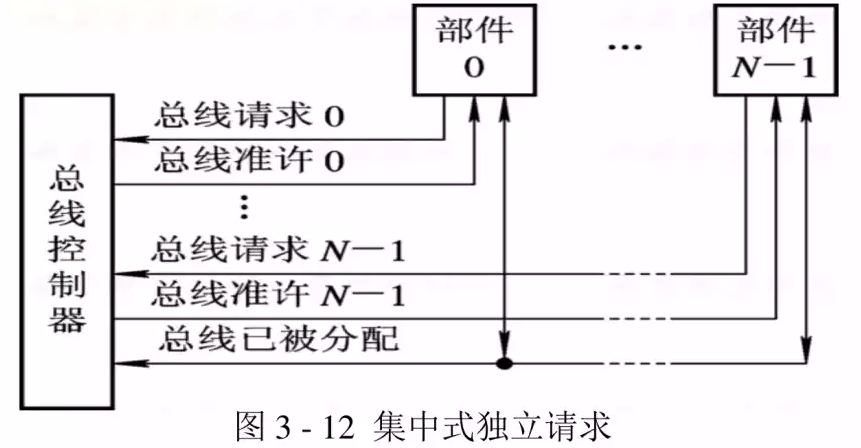 部件
0
…
部件
N－1
总线控制器
总线请求 0
总线准许 0
⋮
总线请求 N－1
总线准许 N－1
总线已被分配
图 3 - 12 集中式独立请求